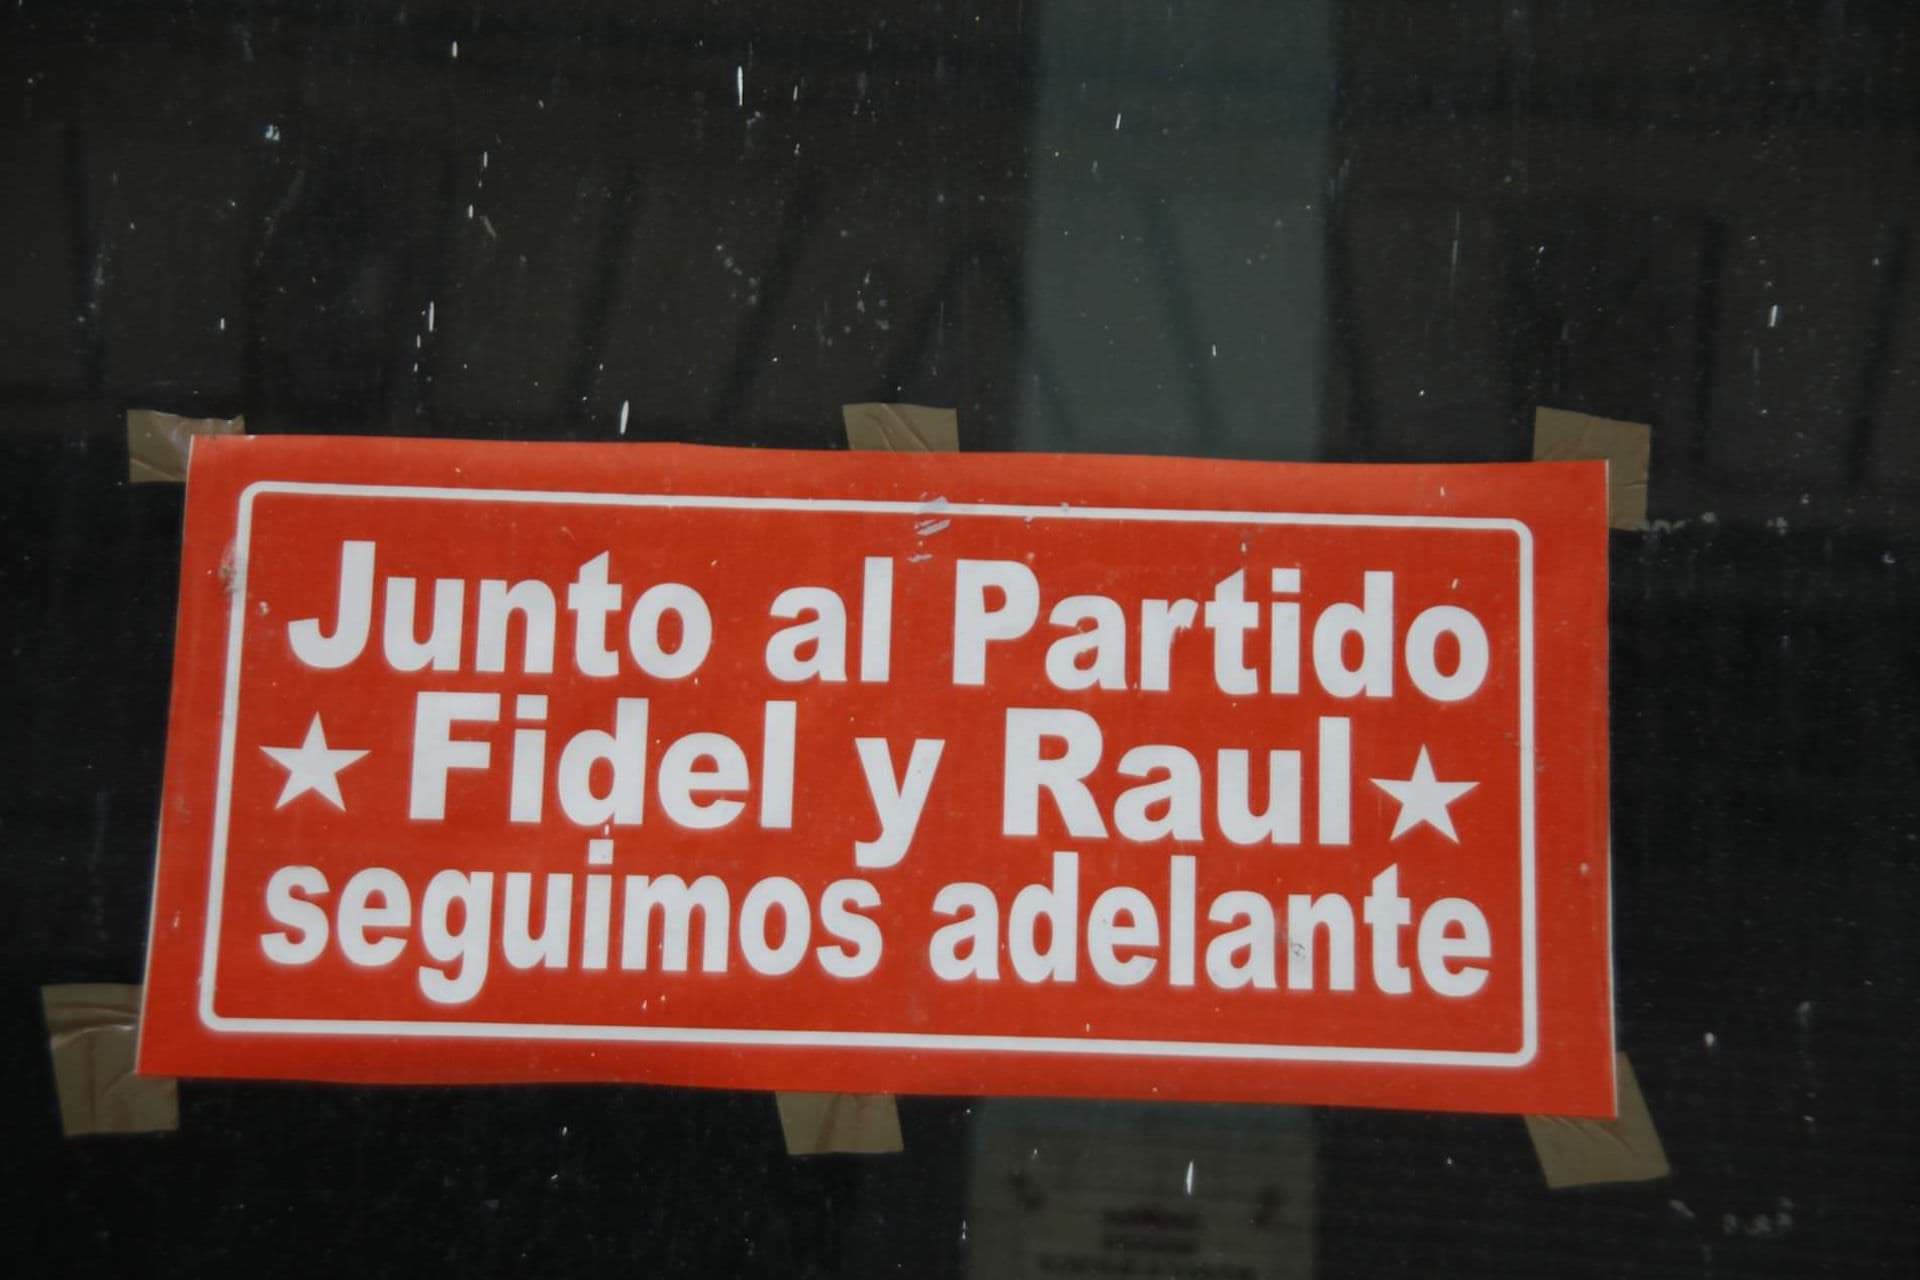 Junto al Partido
Fidel y Raul
seguimos adelante